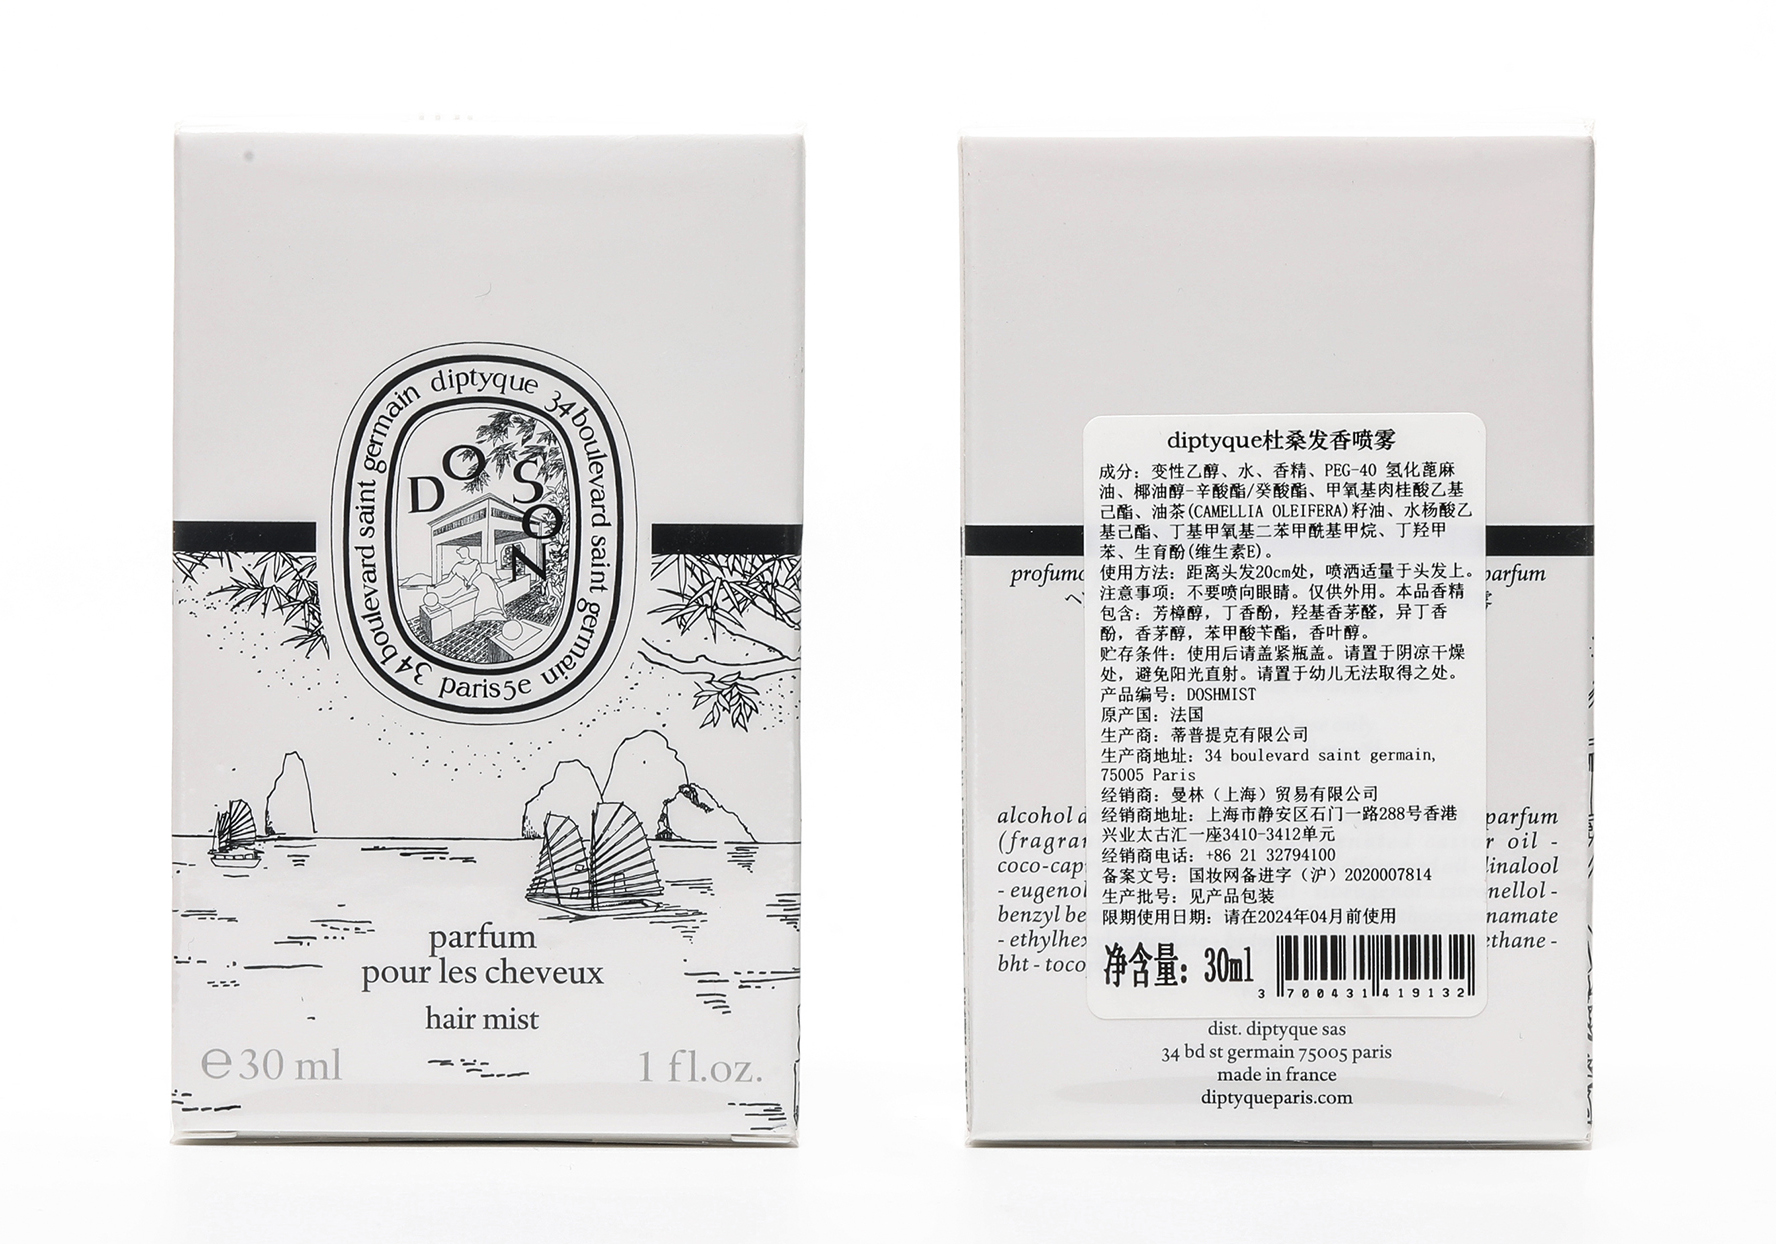 diptyque 34 boulevard saint germain paris5e 34 boulevard saint germain
DO SON
parfum
pour les cheveux
hair mist
℮30 ml 1 fl.oz.
diptyque杜桑发香喷雾
成分：变性乙醇、水、香精、PEG-40 氢化蓖麻
油、椰油醇-辛酸酯/癸酸酯、甲氧基肉桂酸乙基
己酯、油茶(CAMELLIA OLEIFERA)籽油、水杨酸乙
基己酯、丁基甲氧基二苯甲酰基甲烷、丁羟甲
苯、生育酚(维生素E)。
使用方法：距离头发20cm处，喷洒适量于头发上。
注意事项：不要喷向眼睛。仅供外用。本品香精
包含：芳樟醇，丁香酚，羟基香茅醛，异丁香
酚，香茅醇，苯甲酸苄酯，香叶醇。
贮存条件：使用后请盖紧瓶盖。请置于阴凉干燥
处，避免阳光直射。请置于幼儿无法取得之处。
产品编号：DOSHMIST
原产国：法国
生产商：蒂普提克有限公司
生产商地址：34 boulevard saint germain,
75005 Paris
经销商：曼林（上海）贸易有限公司
经销商地址：上海市静安区石门一路288号香港
兴业太古汇一座3410-3412单元
经销商电话：+86 21 32794100
备案文号：国妆网备进字（沪）2020007814
生产批号：见产品包装
限期使用日期：请在2024年04月前使用
净含量：30ml
3 700431 419132
profumo parfum
alcohol parfum
oil -
linalool
- eugenol
benzyl
bht -
dist. diptyque sas
34 bd st germain 75005 paris
made in france
diptyqueparis.com